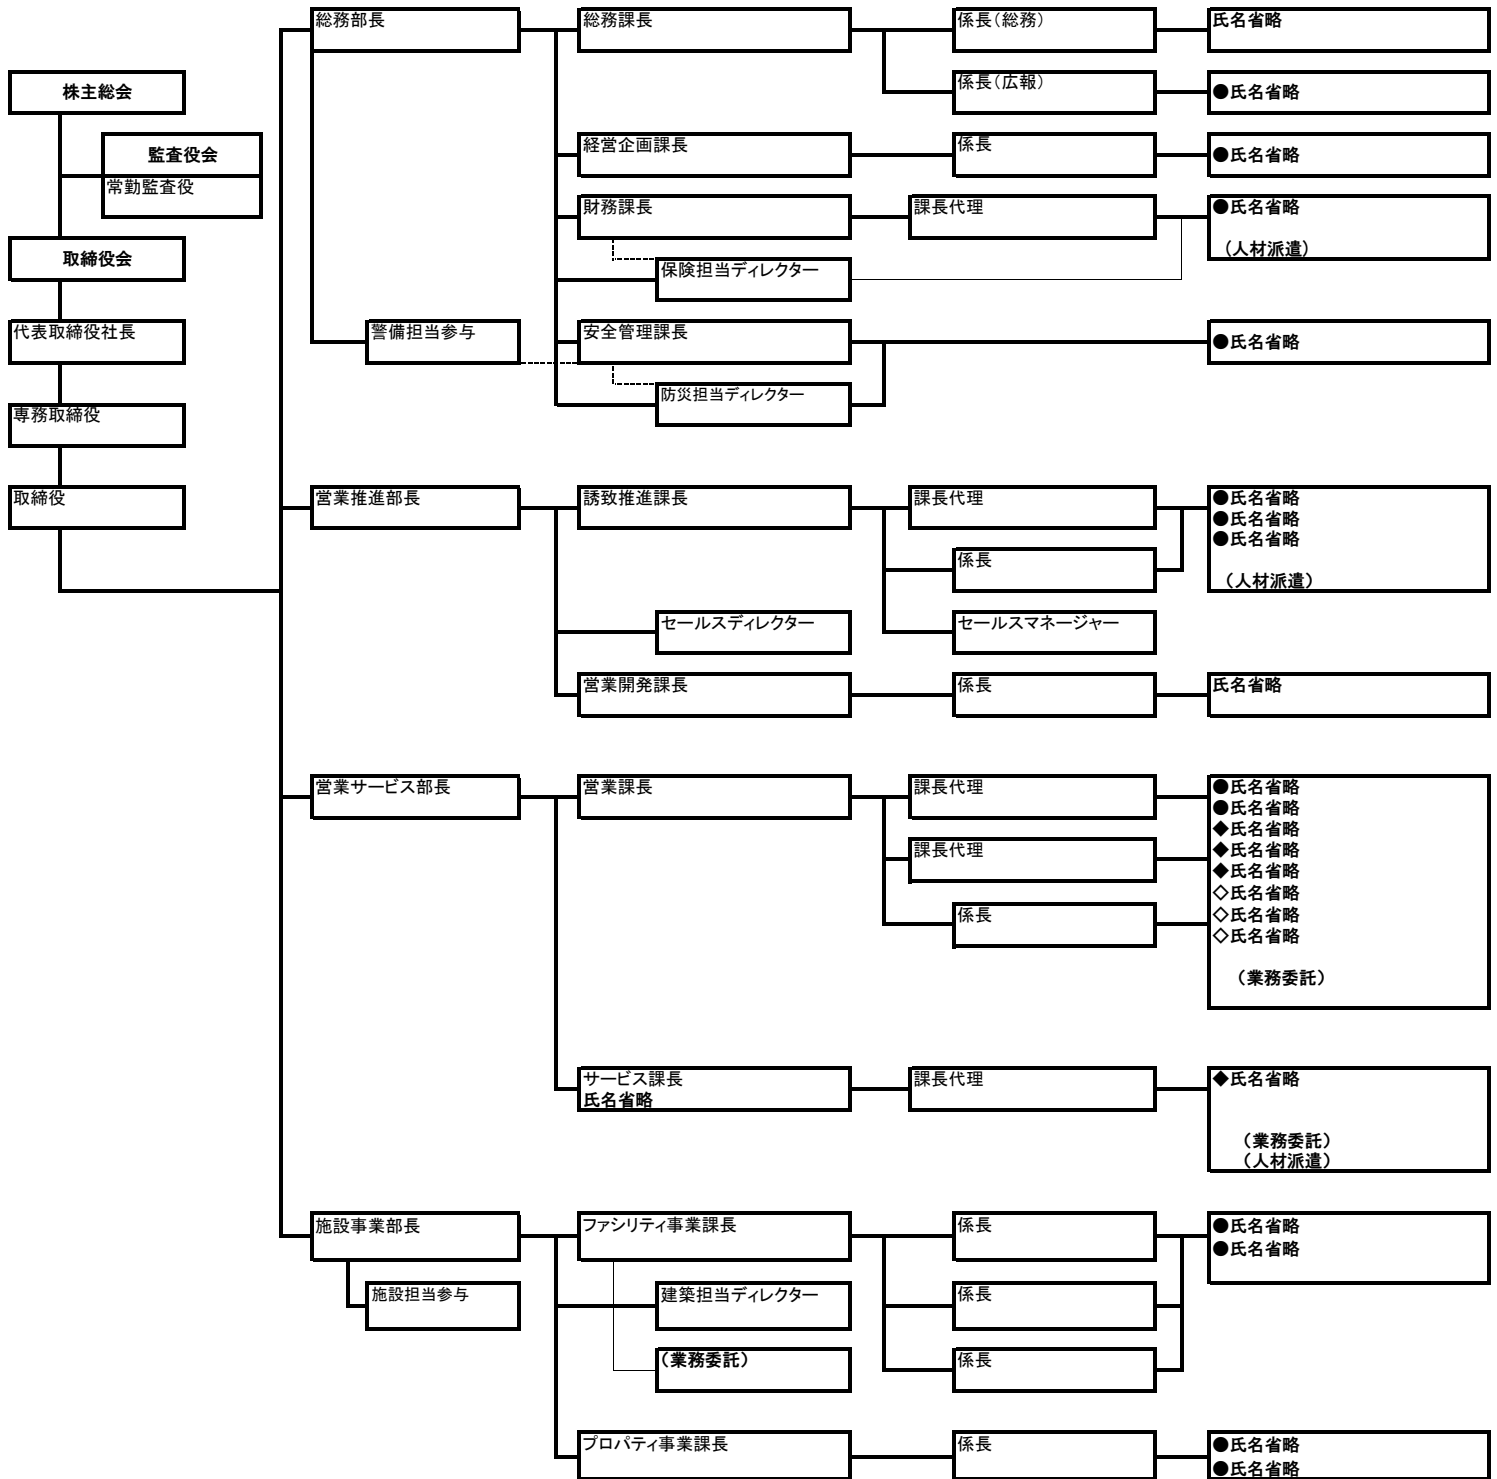 株主総会
監査役会
常勤監査役
取締役会
代表取締役社長
専務取締役
取締役
総務部長
総務課長
係長（総務）
氏名省略
係長（広報）
●氏名省略
経営企画課長
係長
●氏名省略
財務課長
課長代理
●氏名省略
（人材派遣）
保険担当ディレクター
警備担当参与
安全管理課長
●氏名省略
防災担当ディレクター
営業推進部長
誘致推進課長
課長代理
●氏名省略
●氏名省略
●氏名省略
（人材派遣）
係長
セールスディレクター
セールスマネージャー
営業開発課長
係長
氏名省略
営業サービス部長
営業課長
課長代理
課長代理
係長
●氏名省略
●氏名省略
◆氏名省略
◆氏名省略
◆氏名省略
◇氏名省略
◇氏名省略
◇氏名省略
（業務委託）
サービス課長
氏名省略
課長代理
◆氏名省略
（業務委託）
（人材派遣）
施設事業部長
施設担当参与
ファシリティ事業課長
係長
●氏名省略
●氏名省略
建築担当ディレクター
係長
（業務委託）
係長
プロパティ事業課長
係長
●氏名省略
●氏名省略